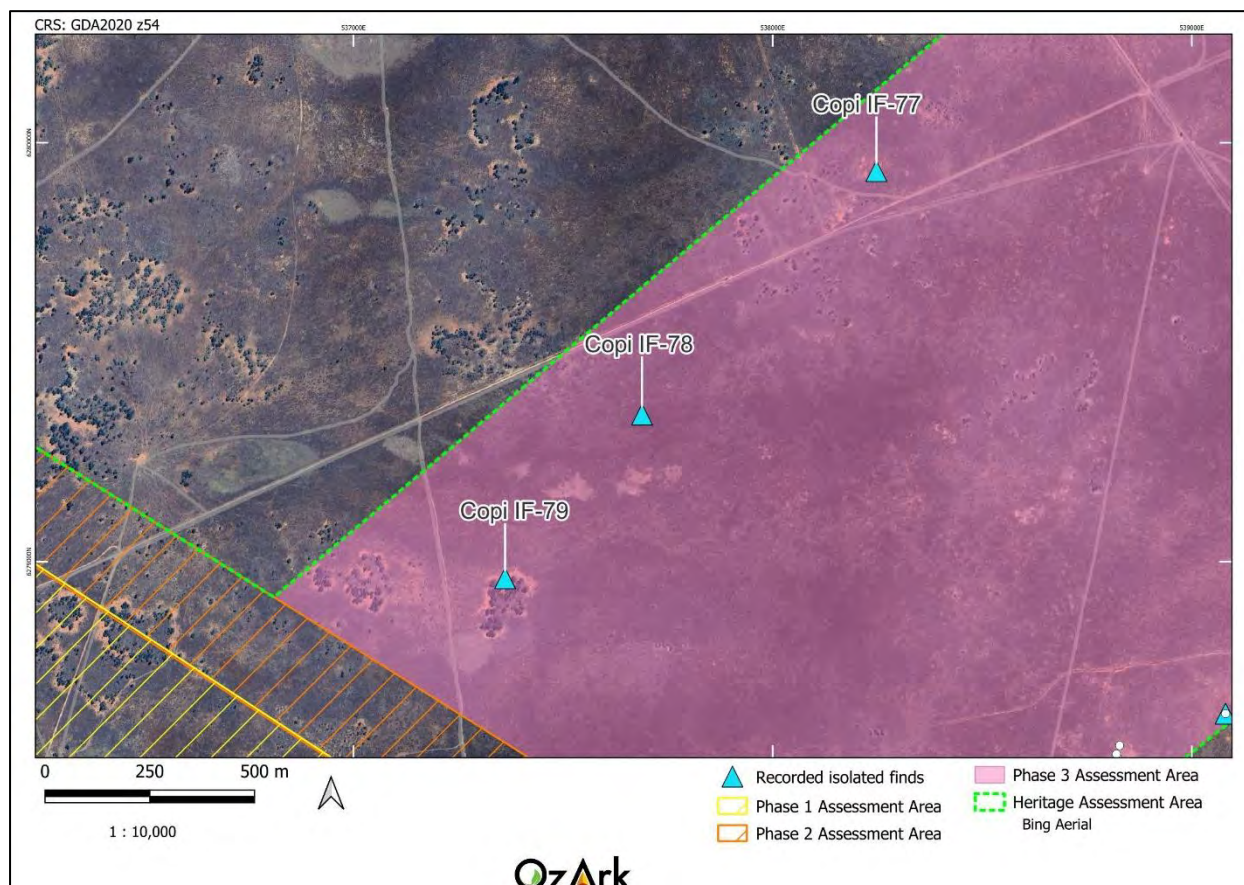 CRS: GDA2020 z54
537000E
538000E
539000E
6280000N
6279000N
Copi IF-77
Copi IF-78
Copi IF-79
0 250 500 m
1 : 10,000
Recorded isolated finds
Phase 1 Assessment Area
Phase 2 Assessment Area
Phase 3 Assessment Area
Heritage Assessment Area
Bing Aerial
OzArk